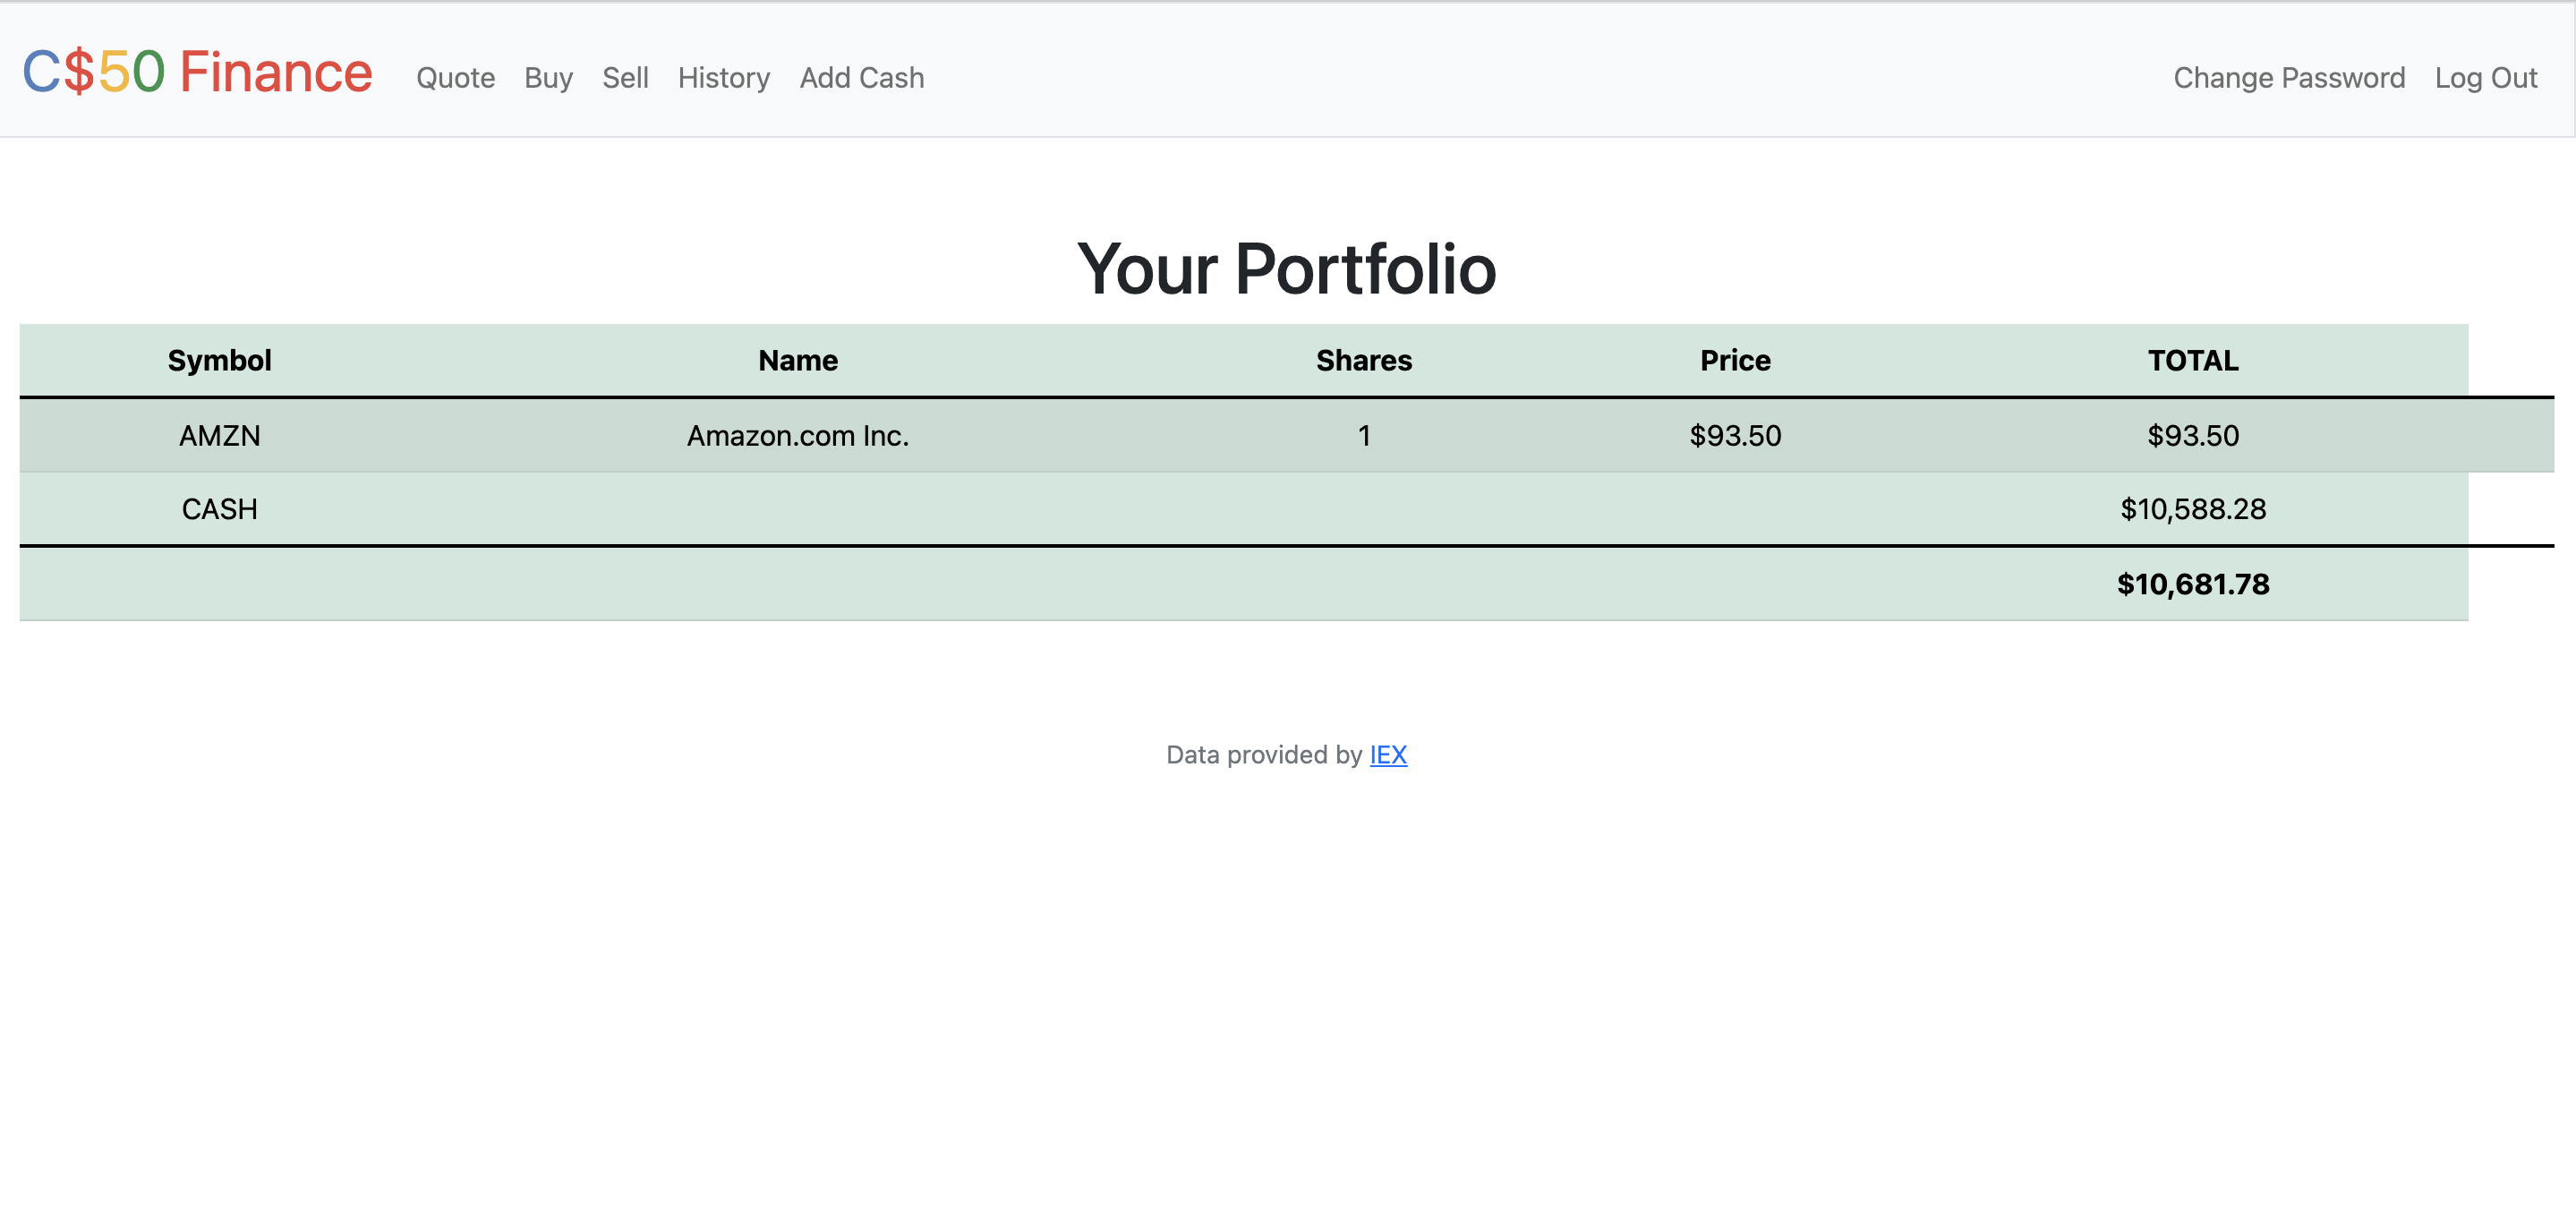 C$50 Finance Quote Buy Sell History Add Cash Change Password Log Out
Your Portfolio
Symbol Name Shares Price TOTAL
AMZN Amazon.com Inc. 1 $93.50 $93.50
CASH $10,588.28
$10,681.78
Data provided by IEX